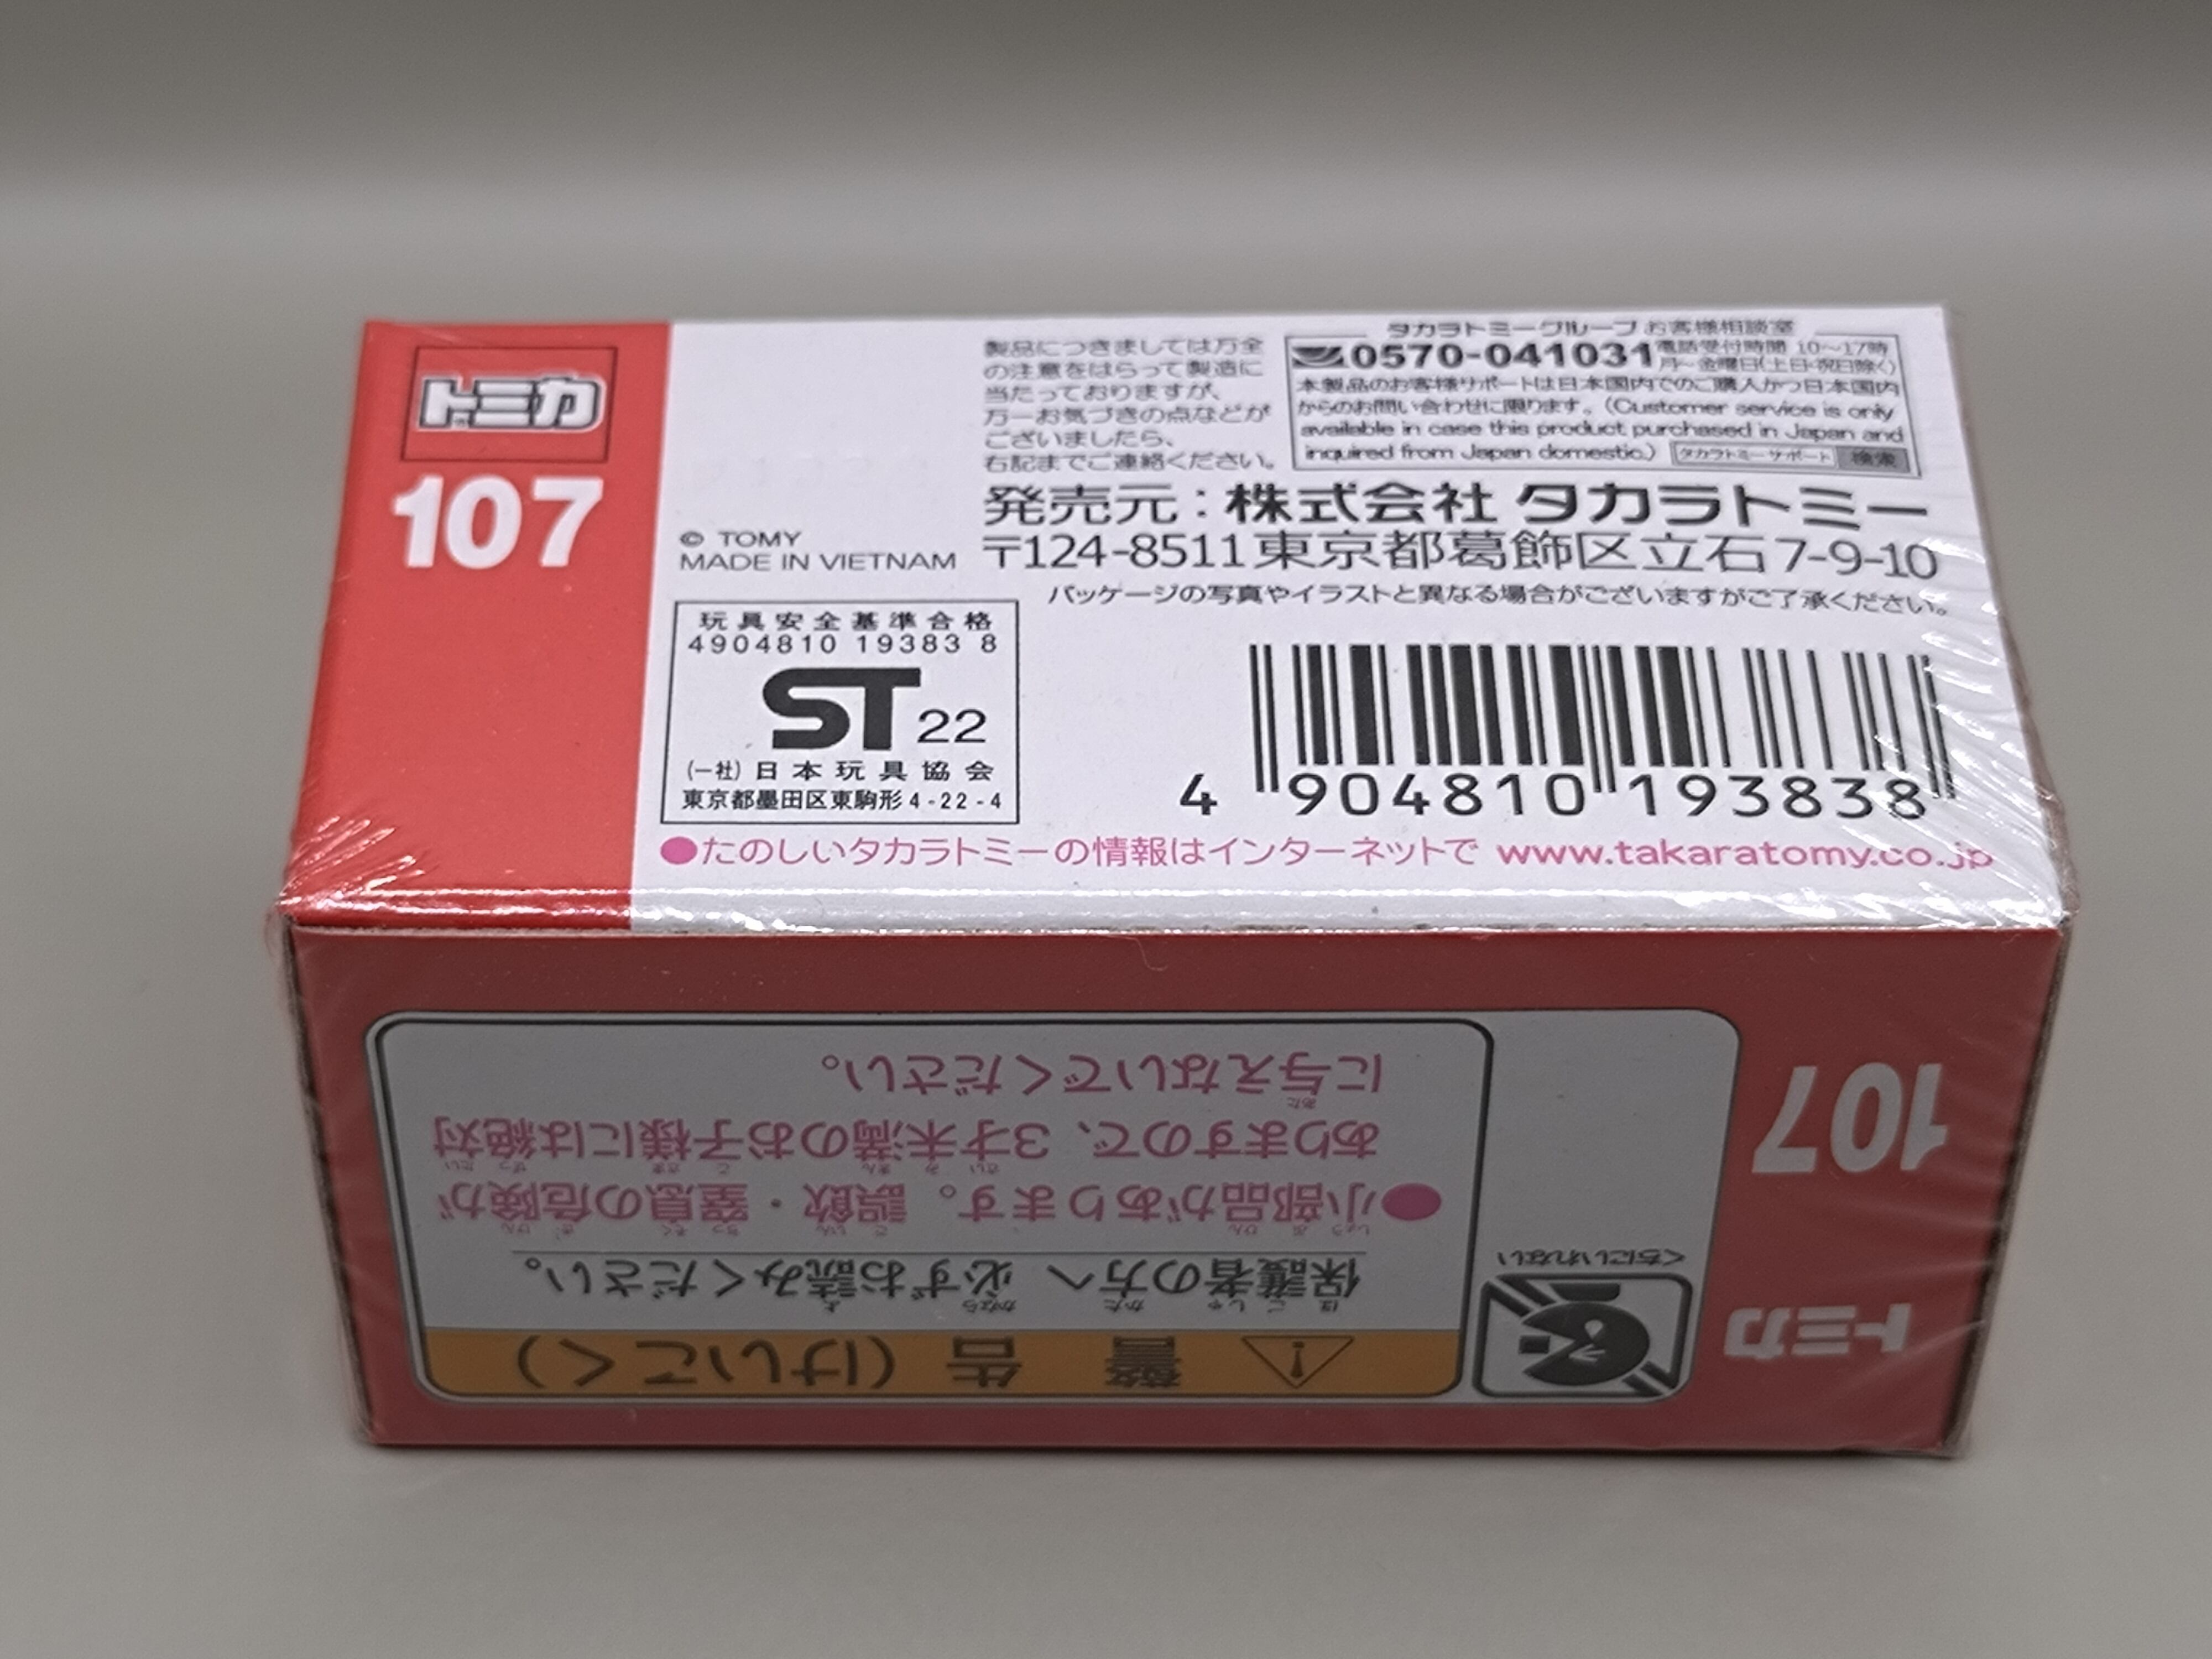 トミカ
107
© TOMY
MADE IN VIETNAM
製品につきましては万全
の注意をはらって製造に
当たっておりますが、
万一お気づきの点などが
ございましたら、
右記までご連絡ください。
タカラトミーグループ お客様相談室
0570-041031 電話受付時間 10〜17時
月〜金曜日(土日・祝日除く)
本製品のお客様サポートは日本国内でのご購入かつ日本国内
からのお問い合わせに限ります。(Customer service is only
available in case this product purchased in Japan and
inquired from Japan domestic.) タカラトミーサポート 検索
発売元:株式会社 タカラトミー
〒124-8511東京都葛飾区立石7-9-10
パッケージの写真やイラストと異なる場合がございますがご了承ください。
玩具安全基準合格
4904810 19383 8
ST 22
(一社)日本玩具協会
東京都墨田区東駒形4-22-4
4 904810 193838
●たのしいタカラトミーの情報はインターネットで www.takaratomy.co.jp
トミカ
107
くちにいれない
警告(けいこく)
保護者の方へ 必ずお読みください。
●小部品があります。誤飲・窒息の危険が
ありますので、3才未満のお子様には絶対
に与えないでください。